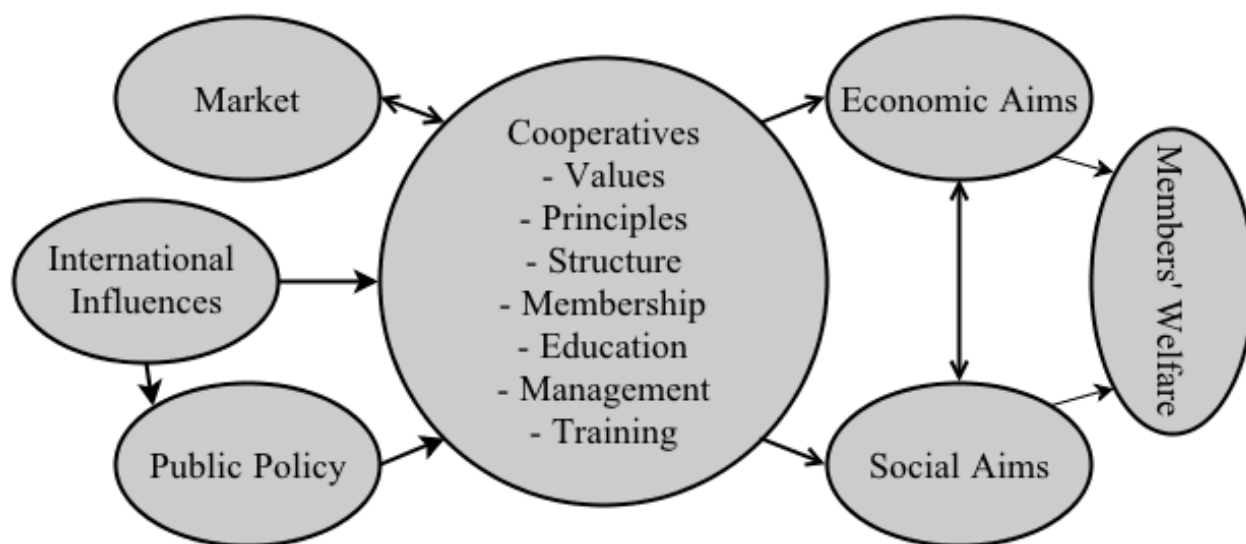 Market
International
Influences
Public Policy
Cooperatives
- Values
- Principles
- Structure
- Membership
- Education
- Management
- Training
Economic Aims
Social Aims
Members' Welfare